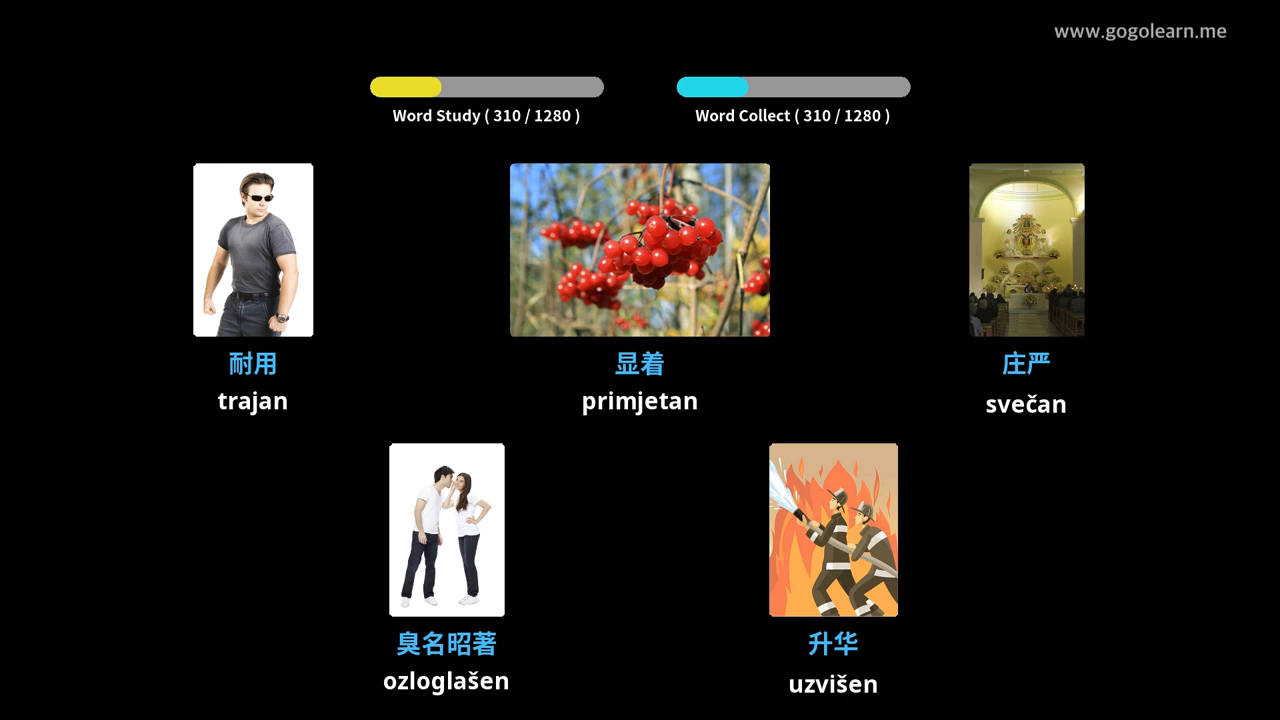 www.gogolearn.me
Word Study ( 310 / 1280 )
Word Collect ( 310 / 1280 )
耐用
trajan
显着
primjetan
庄严
svečan
臭名昭著
ozloglašen
升华
uzvišen